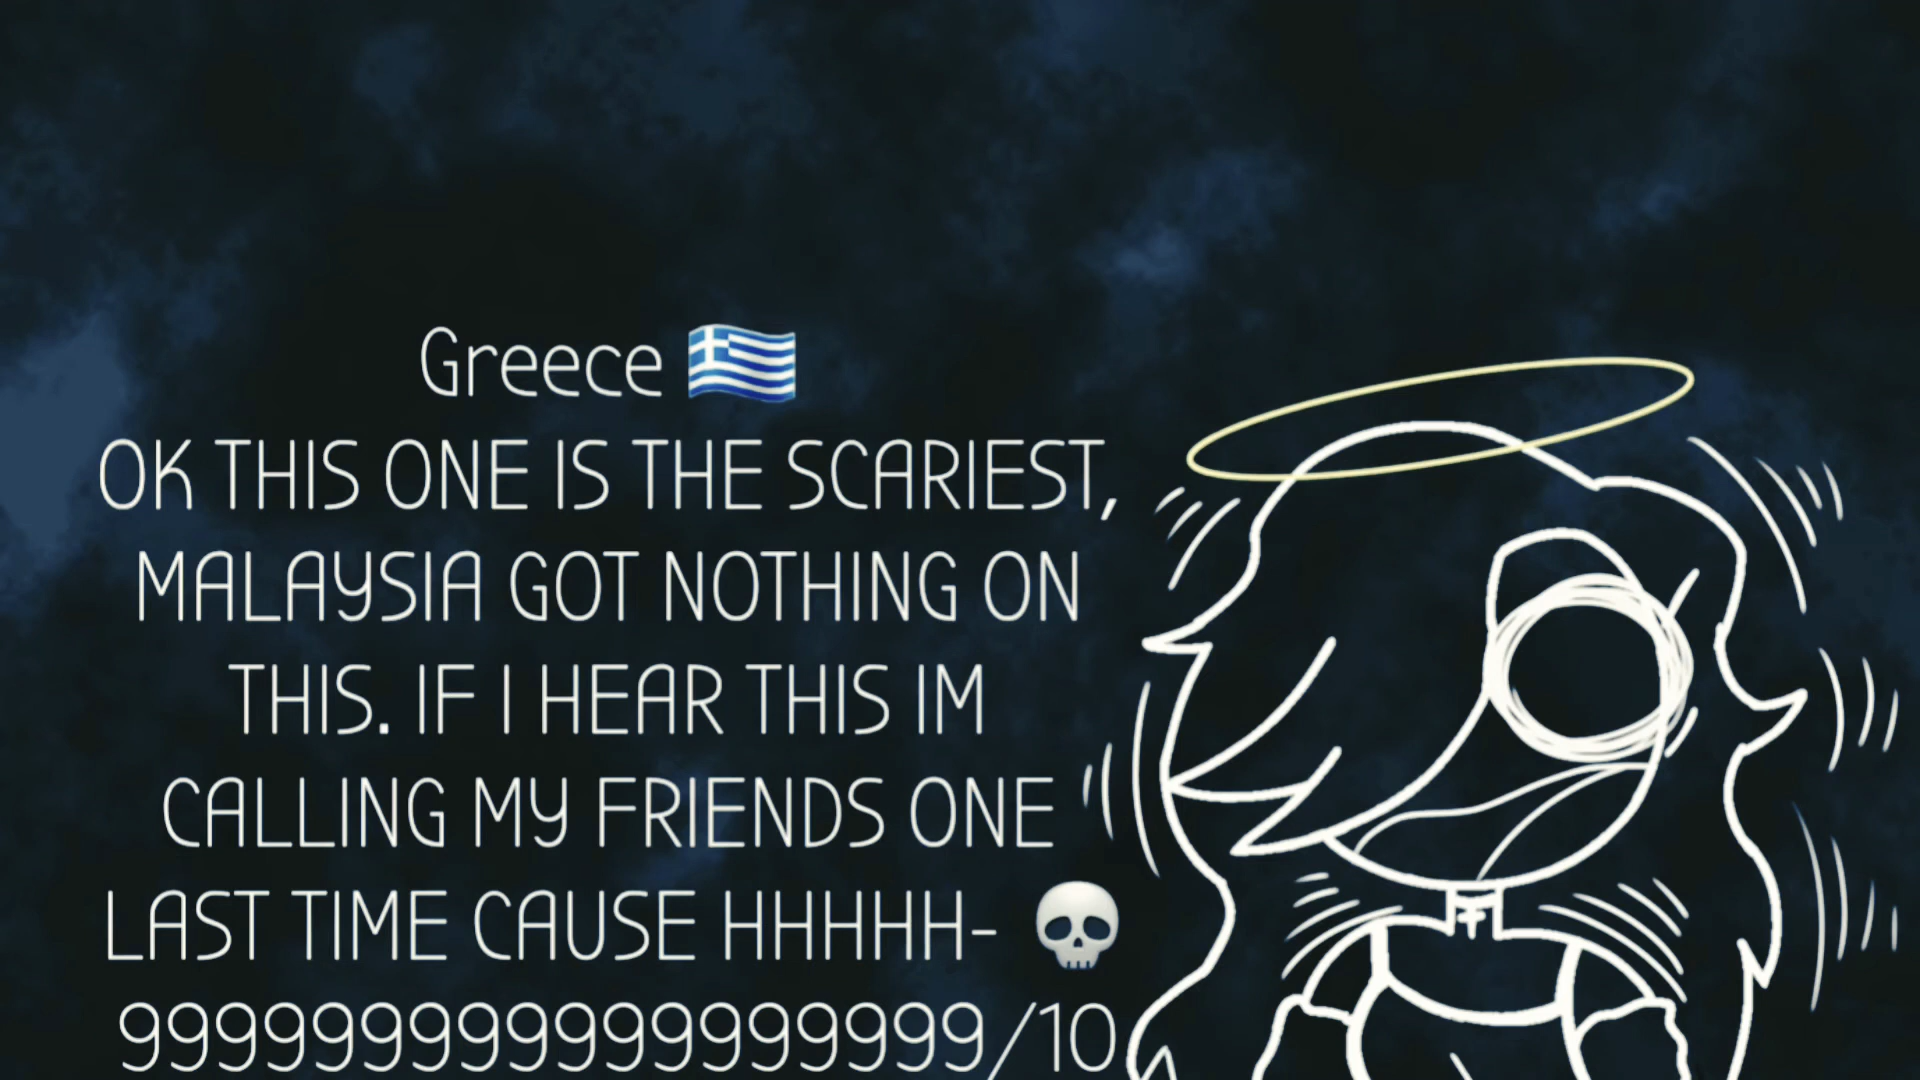 Greece 🇬🇷
OK THIS ONE IS THE SCARIEST,
MALAYSIA GOT NOTHING ON
THIS. IF I HEAR THIS IM
CALLING MY FRIENDS ONE
LAST TIME CAUSE HHHHH- 💀
999999999999999999/10